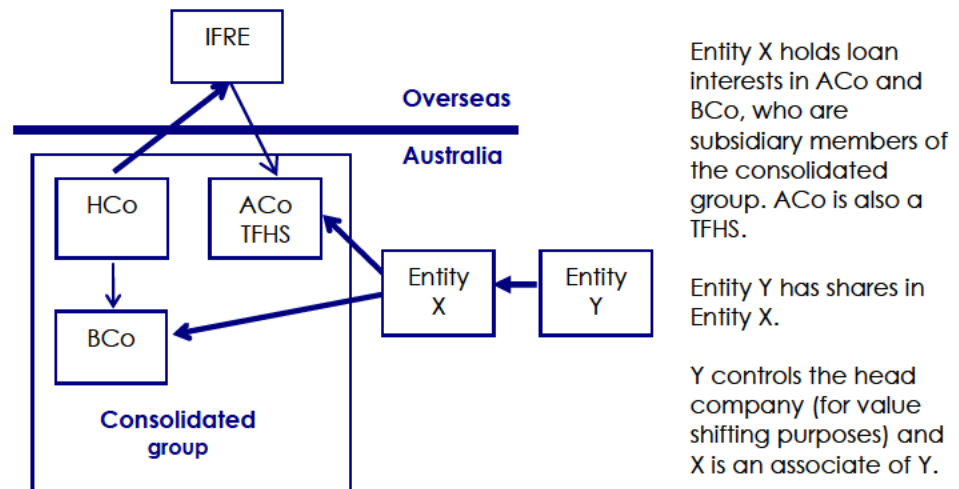 IFRE
Overseas
Australia
HCo
ACo
TFHS
BCo
Entity
X
Entity
Y
Consolidated
group
Entity X holds loan
interests in ACo and
BCo, who are
subsidiary members of
the consolidated
group. ACo is also a
TFHS.
Entity Y has shares in
Entity X.
Y controls the head
company (for value
shifting purposes) and
X is an associate of Y.